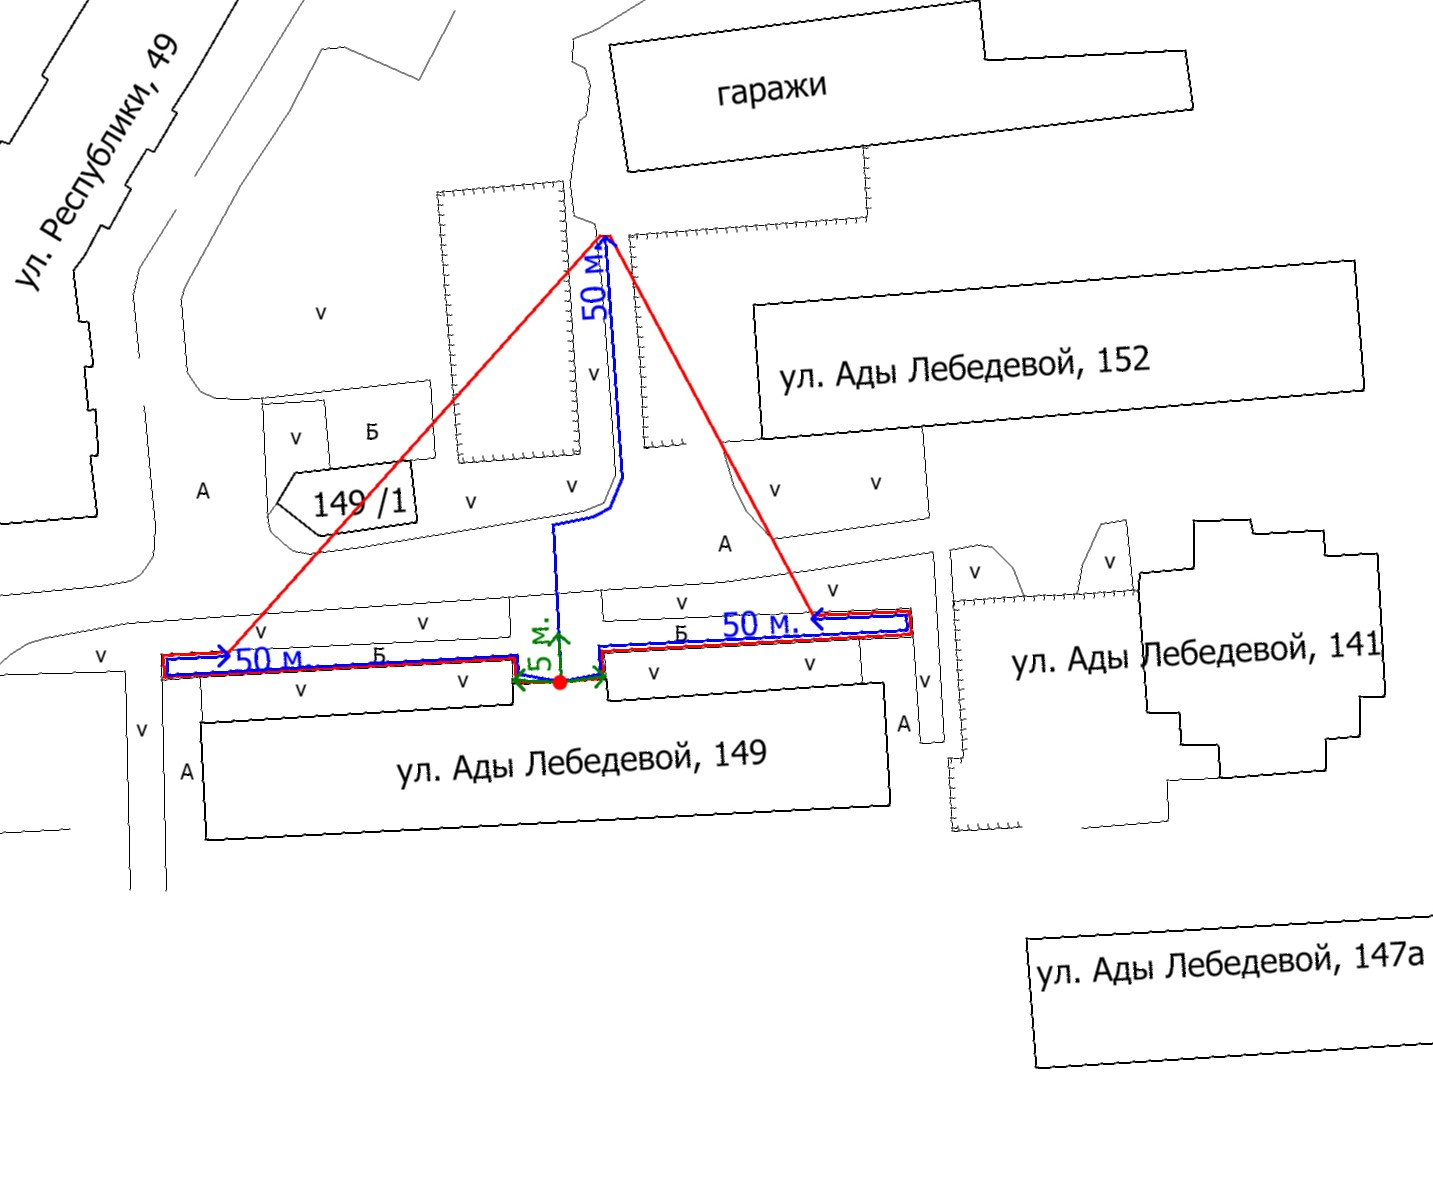 ул. Республики, 49
гаражи
50 м.
v
v
ул. Ады Лебедевой, 152
v
Б
А
149 /1
v
v
v
v
А
v
v
v
v
v
v
50 м.
5 м.
Б
v
50 м.
Б
v
v
v
v
v
v
А
А
ул. Ады Лебедевой, 141
ул. Ады Лебедевой, 149
ул. Ады Лебедевой, 147а